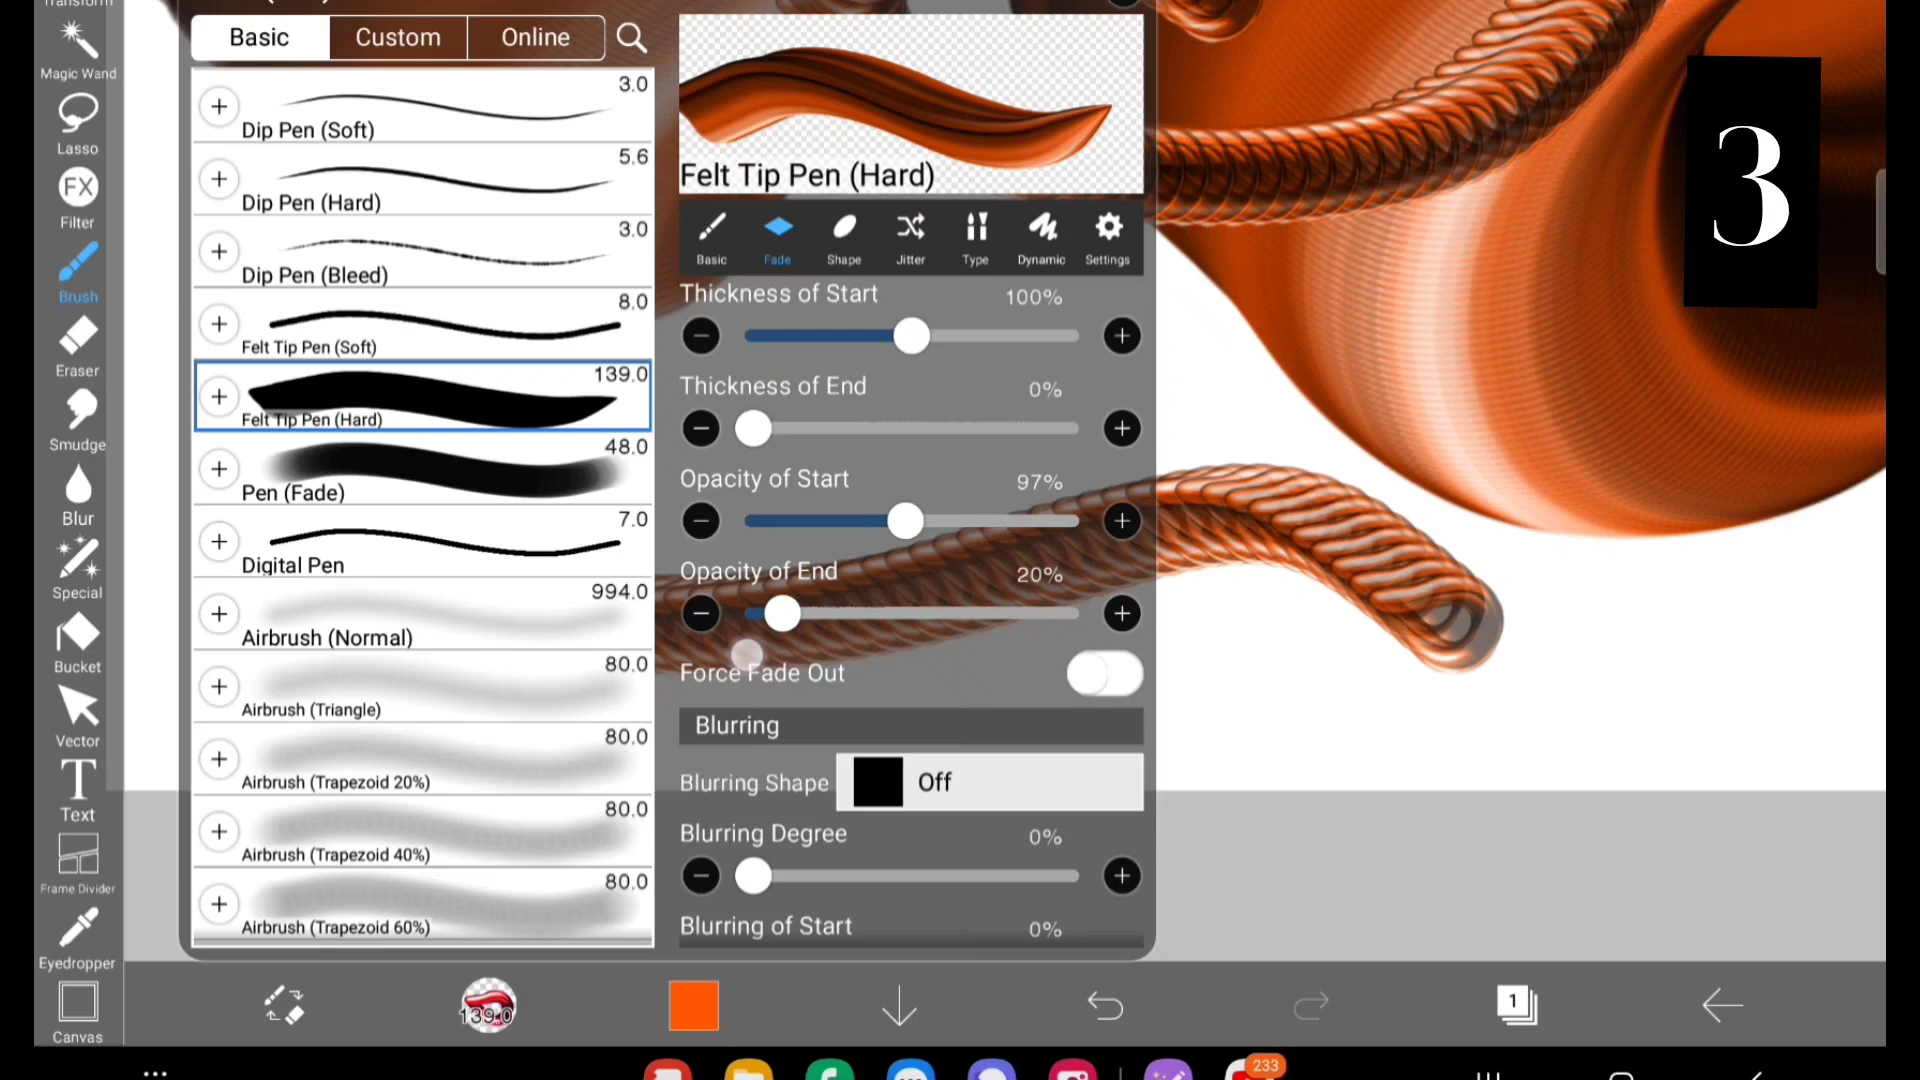 Transform
Magic Wand
Lasso
FX
Filter
Brush
Eraser
Smudge
Blur
Special
Bucket
Vector
T
Text
Frame Divider
Eyedropper
Canvas
Basic
Custom
Online
3.0
Dip Pen (Soft)
5.6
Dip Pen (Hard)
3.0
Dip Pen (Bleed)
8.0
Felt Tip Pen (Soft)
139.0
Felt Tip Pen (Hard)
48.0
Pen (Fade)
7.0
Digital Pen
994.0
Airbrush (Normal)
80.0
Airbrush (Triangle)
80.0
Airbrush (Trapezoid 20%)
80.0
Airbrush (Trapezoid 40%)
80.0
Airbrush (Trapezoid 60%)
Felt Tip Pen (Hard)
Basic
Fade
Shape
Jitter
Type
Dynamic
Settings
Thickness of Start 100%
Thickness of End 0%
Opacity of Start 97%
Opacity of End 20%
Force Fade Out
Blurring
Blurring Shape Off
Blurring Degree 0%
Blurring of Start 0%
3
139.0
1
233